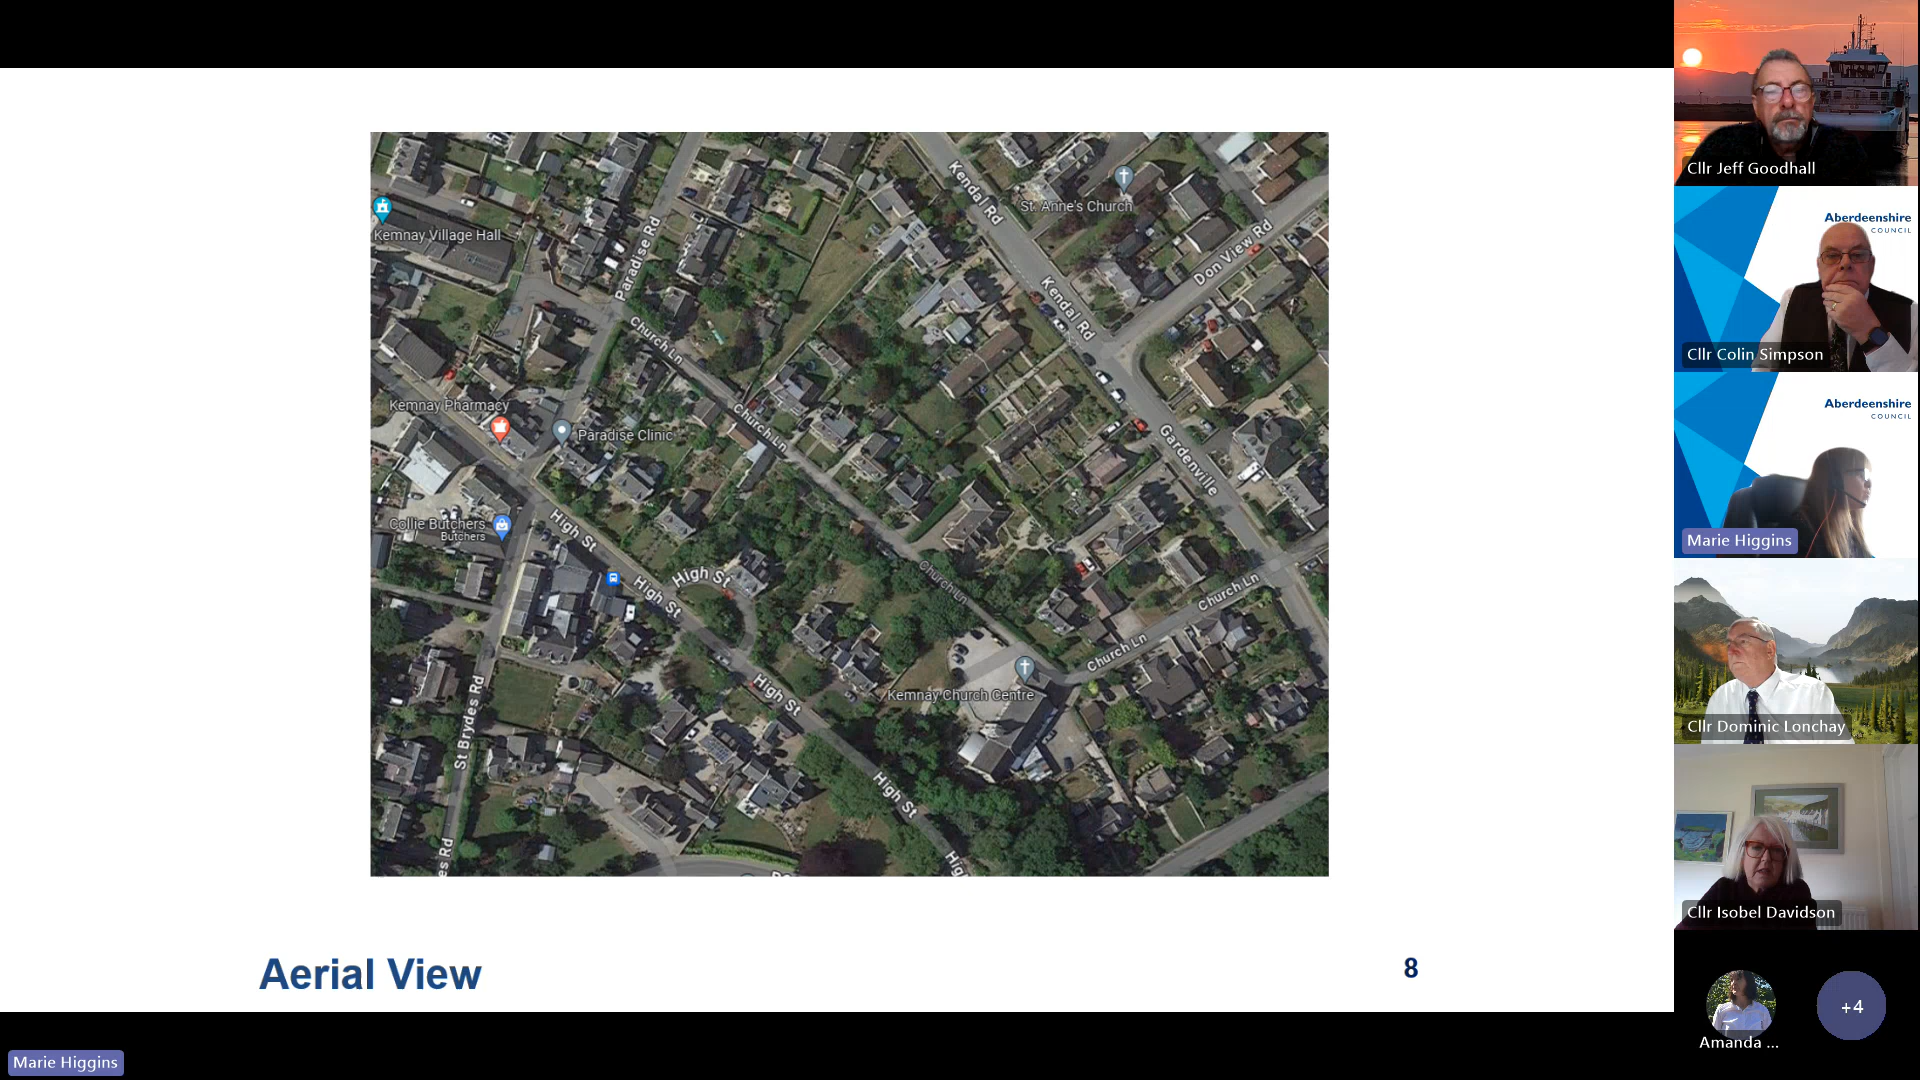 Kendal Rd
St. Anne's Church
Kemnay Village Hall
Paradise Rd
Don View Rd
Kendal Rd
Church Ln
Kemnay Pharmacy
Church Ln
Paradise Clinic
Gardenville
Collie Butchers
Butchers
High St
High St
High St
Church Ln
Church Ln
Church Ln
Kemnay Church Centre
High St
St Brydes Rd
High St
es Rd
Hig
Aerial View
8
Marie Higgins
Cllr Jeff Goodhall
Aberdeenshire
COUNCIL
Cllr Colin Simpson
Aberdeenshire
COUNCIL
Marie Higgins
Cllr Dominic Lonchay
Cllr Isobel Davidson
Amanda ...
+4